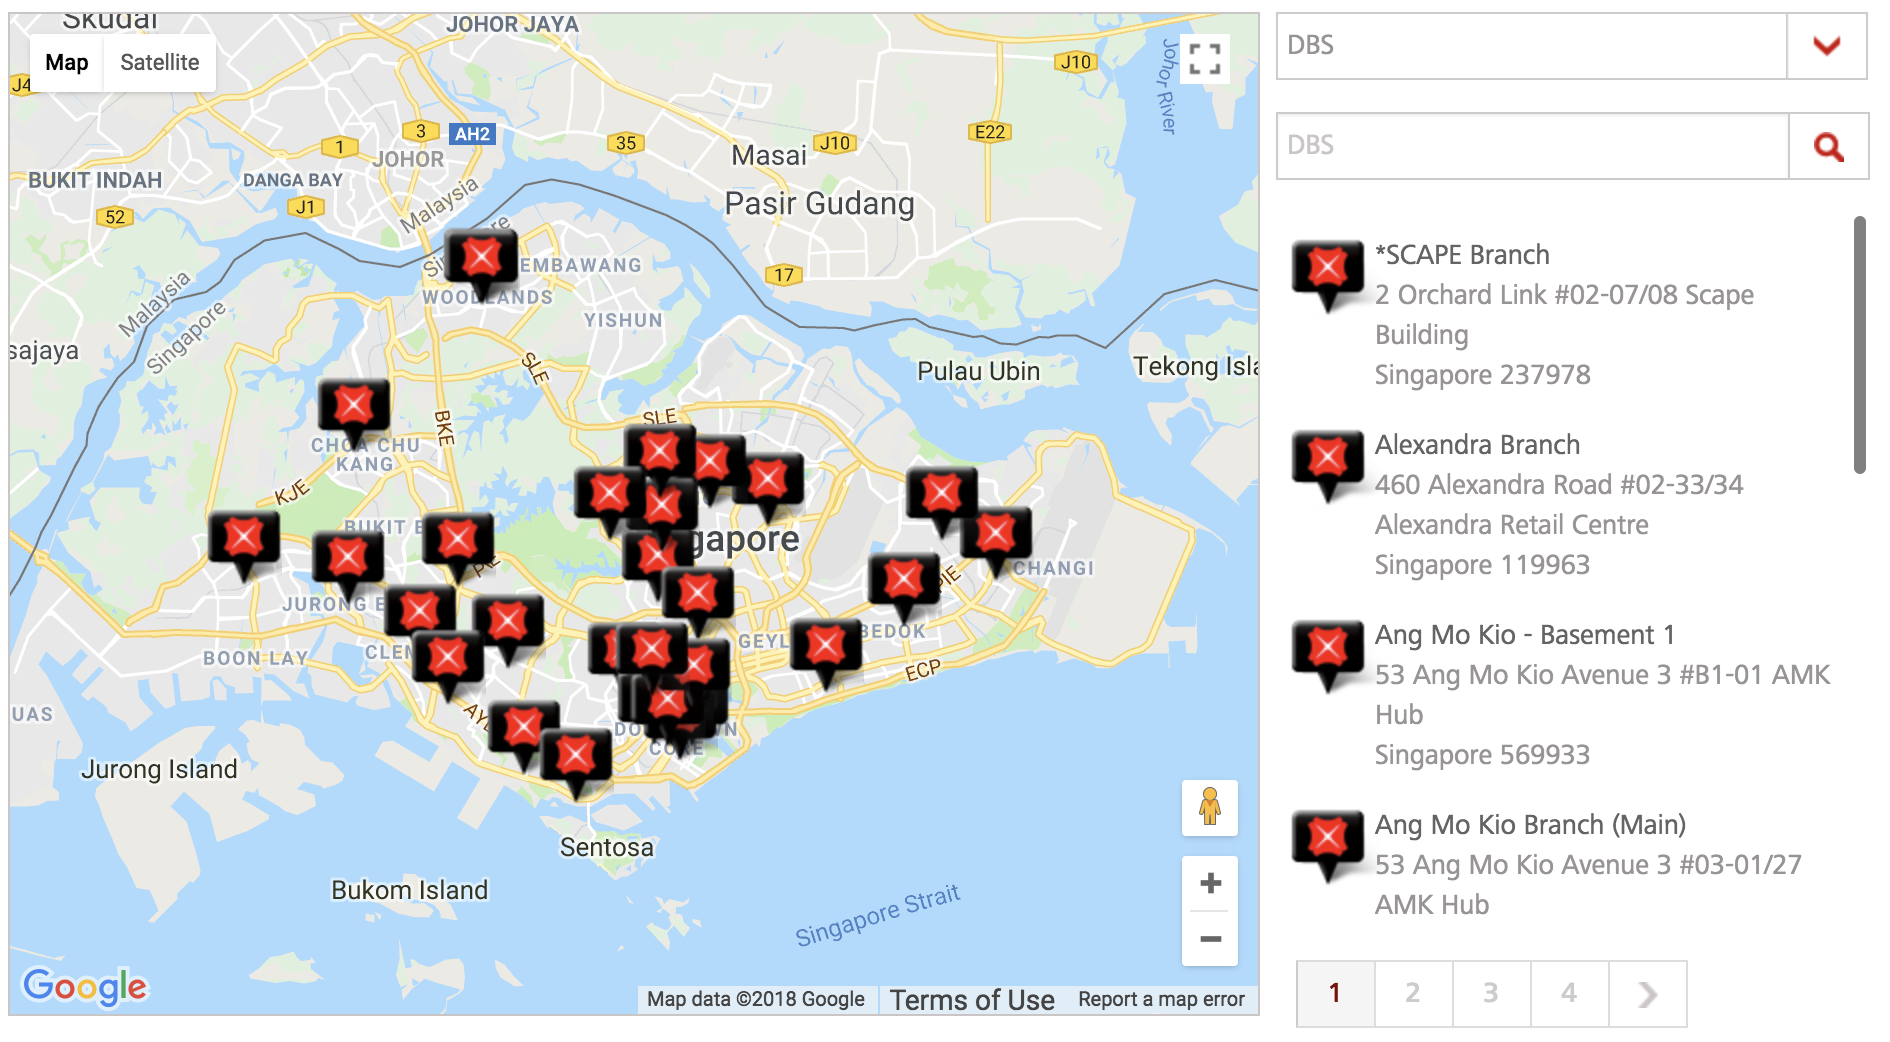 Skudai
JOHOR JAYA
Map
Satellite
J10
Johor River
J4
3
AH2
35
J10
E22
1
JOHOR
Masai
BUKIT INDAH
DANGA BAY
J1
52
Malaysia
Pasir Gudang
17
EMBAWANG
WOODLANDS
Malaysia
Singapore
YISHUN
sajaya
SLE
Pulau Ubin
Tekong Isla
BKE
SLE
CHOA CHU
KANG
KJE
BUKIT B
gapore
PIE
PIE
CHANGI
JURONG E
GEYL
BEDOK
BOON LAY
CLEM
ECP
UAS
AYE
DO
N
CORE
Jurong Island
Sentosa
Bukom Island
Singapore Strait
Google
Map data ©2018 Google
Terms of Use
Report a map error
DBS
DBS
*SCAPE Branch
2 Orchard Link #02-07/08 Scape
Building
Singapore 237978
Alexandra Branch
460 Alexandra Road #02-33/34
Alexandra Retail Centre
Singapore 119963
Ang Mo Kio - Basement 1
53 Ang Mo Kio Avenue 3 #B1-01 AMK
Hub
Singapore 569933
Ang Mo Kio Branch (Main)
53 Ang Mo Kio Avenue 3 #03-01/27
AMK Hub
1
2
3
4